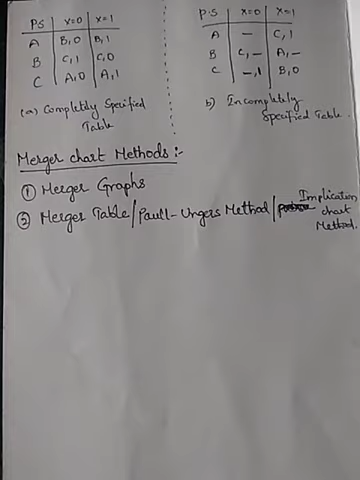 PS | x=0 | x=1
A | B,0 | B,1
B | C,1 | C,0
C | A,0 | A,1
(a) Completely Specified
Table
P.S | x=0 | x=1
A | - | C,1
B | C,- | A,-
C | -,1 | B,0
b) Incompletely
Specified Table.
Merger chart Methods :-
① Merger Graphs
② Merger Table/Paull-Ungers Method/ Implication
chart
Method.